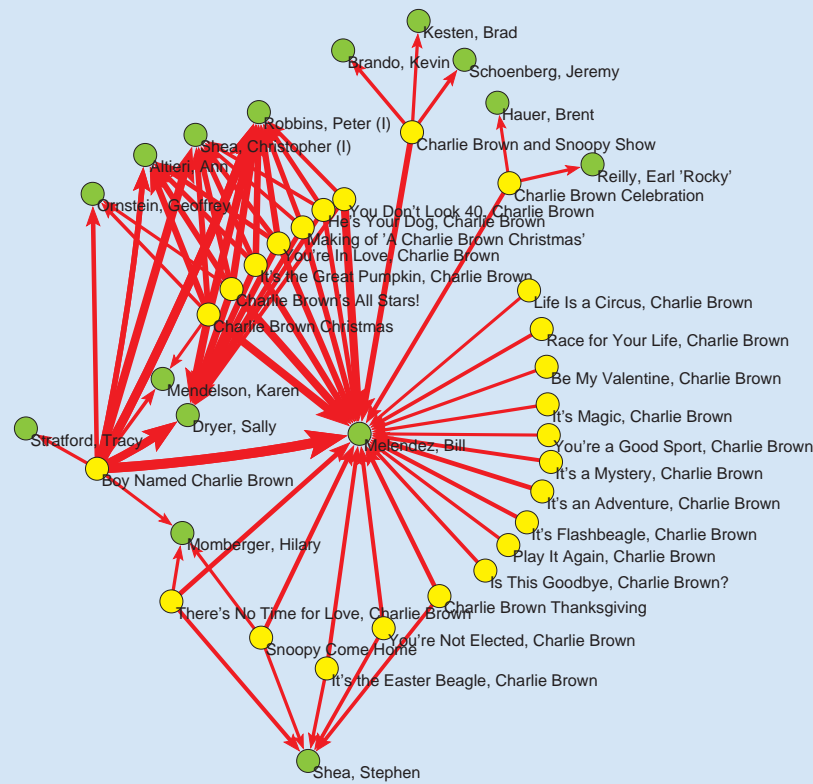 Kesten, Brad
Brando, Kevin
Schoenberg, Jeremy
Hauer, Brent
Robbins, Peter (I)
Charlie Brown and Snoopy Show
Shea, Christopher (I)
Altieri, Ann
Reilly, Earl 'Rocky'
Charlie Brown Celebration
Ornstein, Geoffrey
You Don't Look 40, Charlie Brown
He's Your Dog, Charlie Brown
Making of 'A Charlie Brown Christmas'
You're In Love, Charlie Brown
It's the Great Pumpkin, Charlie Brown
Charlie Brown's All Stars!
Life Is a Circus, Charlie Brown
Charlie Brown Christmas
Race for Your Life, Charlie Brown
Be My Valentine, Charlie Brown
Mendelson, Karen
It's Magic, Charlie Brown
Dryer, Sally
Stratford, Tracy
Melendez, Bill
You're a Good Sport, Charlie Brown
It's a Mystery, Charlie Brown
Boy Named Charlie Brown
It's an Adventure, Charlie Brown
It's Flashbeagle, Charlie Brown
Momberger, Hilary
Play It Again, Charlie Brown
Is This Goodbye, Charlie Brown?
Charlie Brown Thanksgiving
There's No Time for Love, Charlie Brown
You're Not Elected, Charlie Brown
Snoopy Come Home
It's the Easter Beagle, Charlie Brown
Shea, Stephen